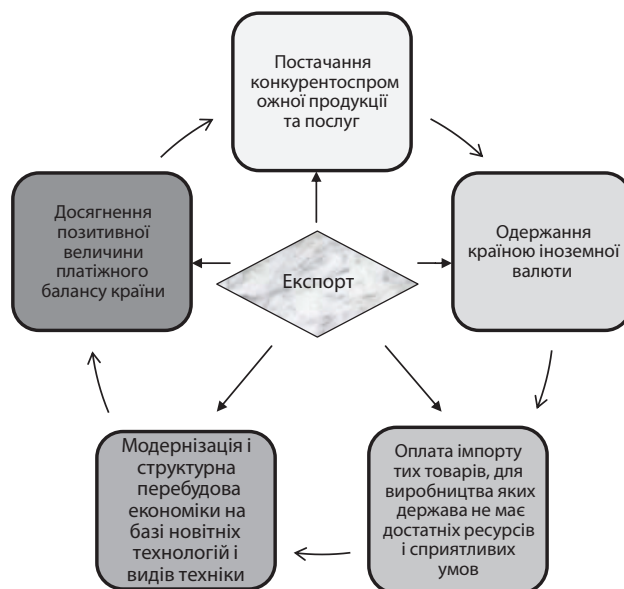 Постачання
конкурентоспром
ожної продукції
та послуг
Досягнення
позитивної
величини
платіжного
балансу країни
Експорт
Одержання
країною іноземної
валюти
Модернізація і
структурна
перебудова
економіки на
базі новітніх
технологій і
видів техніки
Оплата імпорту
тих товарів, для
виробництва яких
держава не має
достатніх ресурсів
і сприятливих
умов